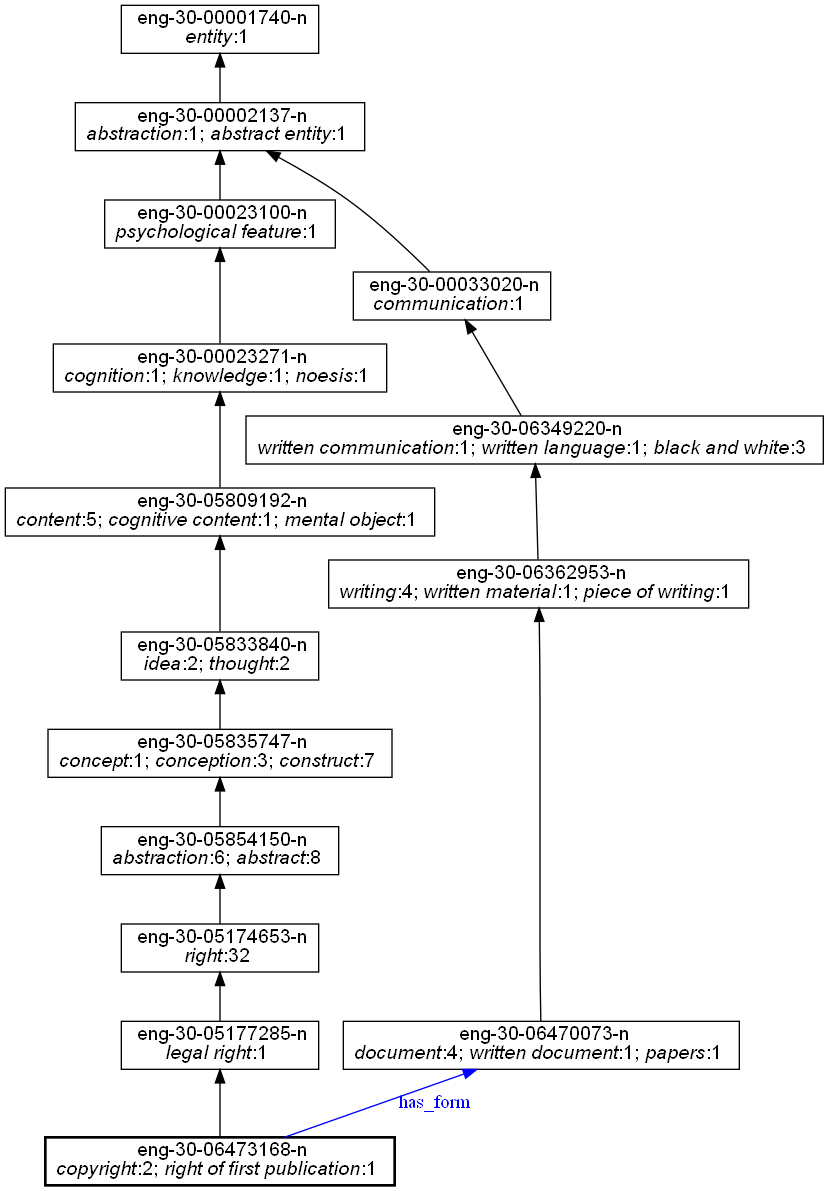 eng-30-00001740-n
entity:1
eng-30-00002137-n
abstraction:1; abstract entity:1
eng-30-00023100-n
psychological feature:1
eng-30-00033020-n
communication:1
eng-30-00023271-n
cognition:1; knowledge:1; noesis:1
eng-30-06349220-n
written communication:1; written language:1; black and white:3
eng-30-05809192-n
content:5; cognitive content:1; mental object:1
eng-30-06362953-n
writing:4; written material:1; piece of writing:1
eng-30-05833840-n
idea:2; thought:2
eng-30-05835747-n
concept:1; conception:3; construct:7
eng-30-05854150-n
abstraction:6; abstract:8
eng-30-05174653-n
right:32
eng-30-05177285-n
legal right:1
eng-30-06470073-n
document:4; written document:1; papers:1
has_form
eng-30-06473168-n
copyright:2; right of first publication:1